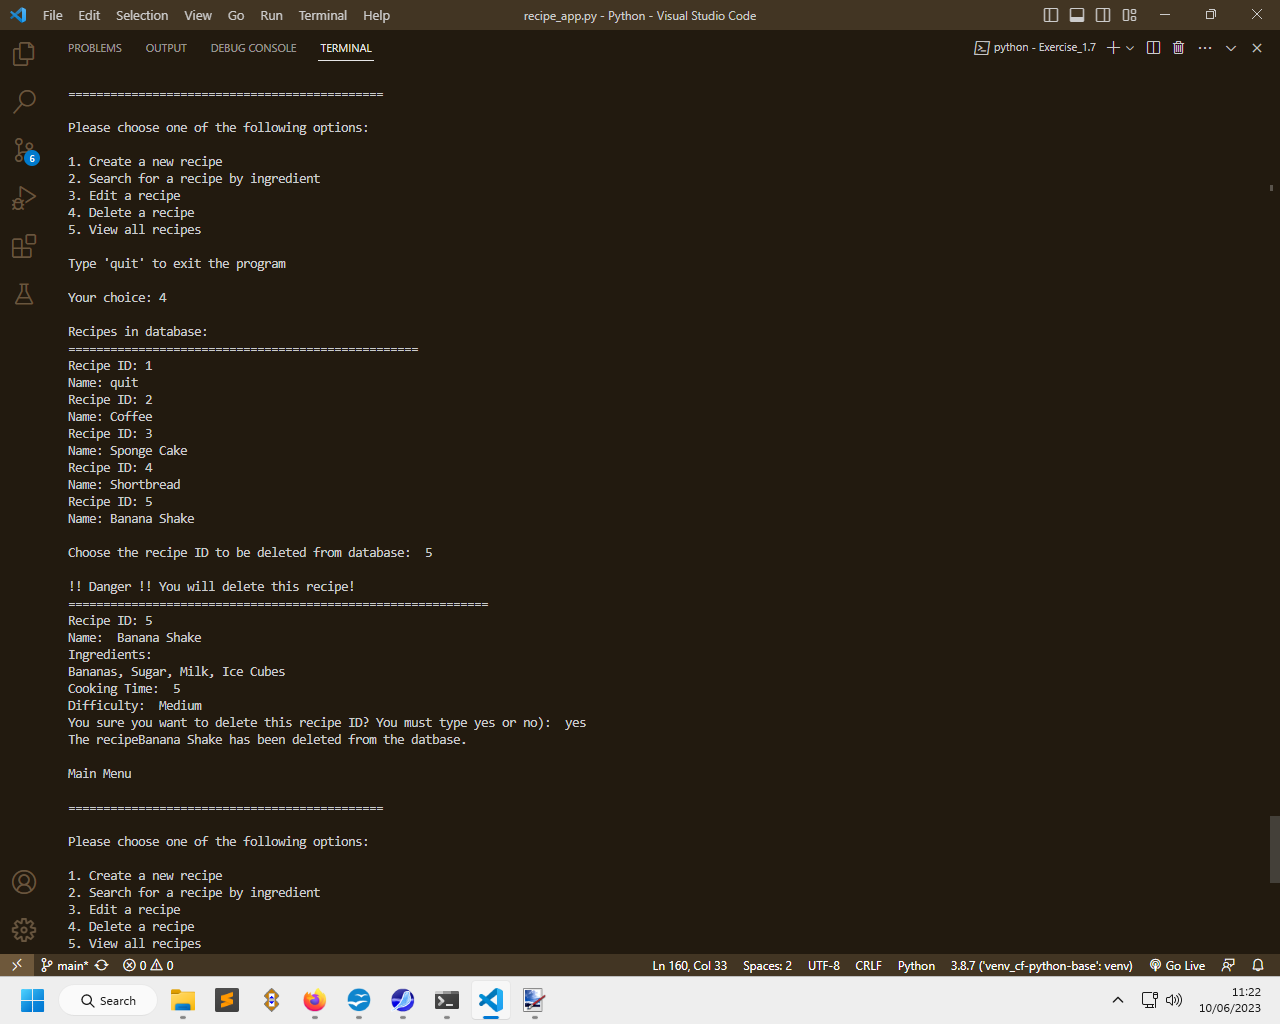 File Edit Selection View Go Run Terminal Help recipe_app.py - Python - Visual Studio Code
PROBLEMS OUTPUT DEBUG CONSOLE TERMINAL python - Exercise_1.7
=============================================
Please choose one of the following options:
1. Create a new recipe
2. Search for a recipe by ingredient
3. Edit a recipe
4. Delete a recipe
5. View all recipes
Type 'quit' to exit the program
Your choice: 4
Recipes in database:
==================================================
Recipe ID: 1
Name: quit
Recipe ID: 2
Name: Coffee
Recipe ID: 3
Name: Sponge Cake
Recipe ID: 4
Name: Shortbread
Recipe ID: 5
Name: Banana Shake
Choose the recipe ID to be deleted from database:  5
!! Danger !! You will delete this recipe!
============================================================
Recipe ID: 5
Name:  Banana Shake
Ingredients:
Bananas, Sugar, Milk, Ice Cubes
Cooking Time:  5
Difficulty:  Medium
You sure you want to delete this recipe ID? You must type yes or no):  yes
The recipeBanana Shake has been deleted from the datbase.
Main Menu
=============================================
Please choose one of the following options:
1. Create a new recipe
2. Search for a recipe by ingredient
3. Edit a recipe
4. Delete a recipe
5. View all recipes
6
main* 0 0 Ln 160, Col 33 Spaces: 2 UTF-8 CRLF Python 3.8.7 ('venv_cf-python-base': venv) Go Live
Search
11:22
10/06/2023